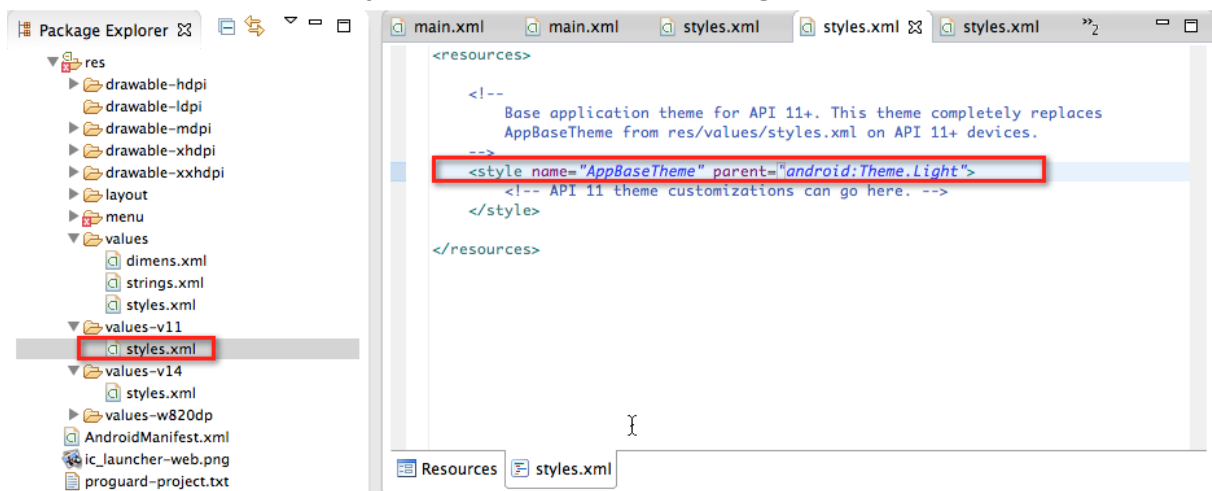 Package Explorer
res
drawable-hdpi
drawable-ldpi
drawable-mdpi
drawable-xhdpi
drawable-xxhdpi
layout
menu
values
dimens.xml
strings.xml
styles.xml
values-v11
styles.xml
values-v14
styles.xml
values-w820dp
AndroidManifest.xml
ic_launcher-web.png
proguard-project.txt
main.xml main.xml styles.xml styles.xml styles.xml »2
<resources>
<!--
Base application theme for API 11+. This theme completely replaces
AppBaseTheme from res/values/styles.xml on API 11+ devices.
-->
<style name="AppBaseTheme" parent="android:Theme.Light">
<!-- API 11 theme customizations can go here. -->
</style>
</resources>
Resources styles.xml